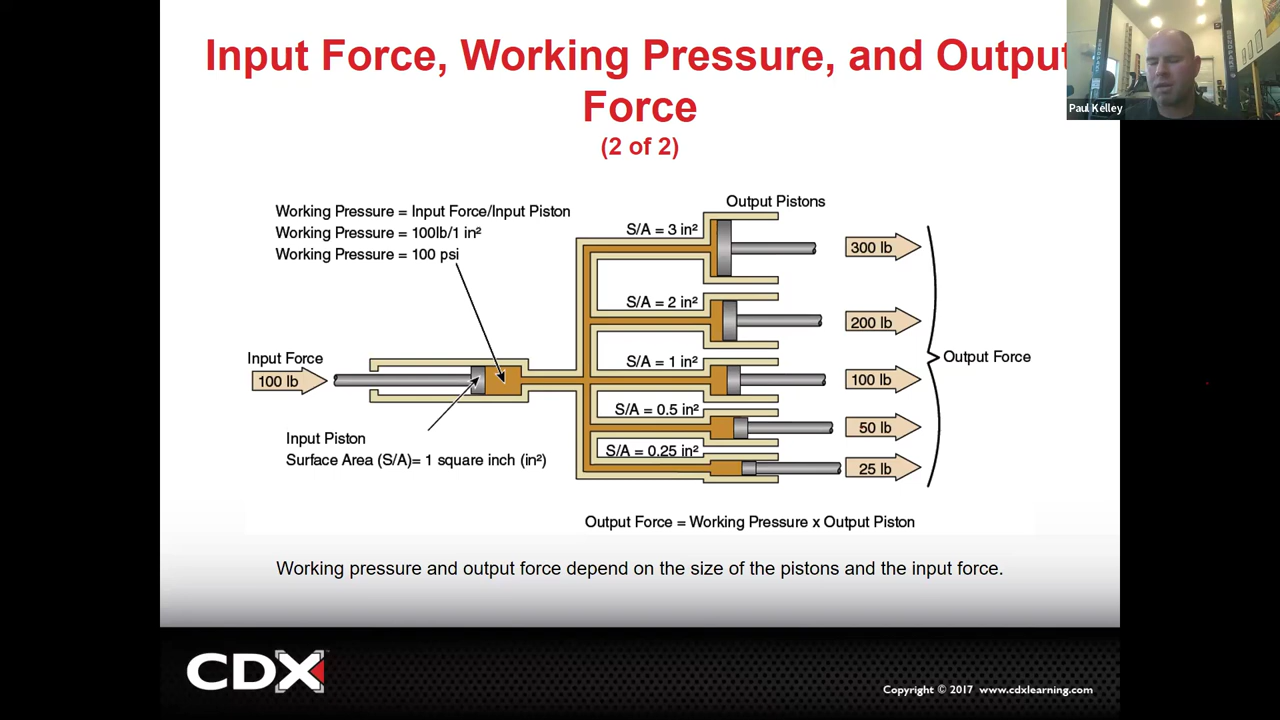 Input Force, Working Pressure, and Output
Force
(2 of 2)
Paul Kelley
Working Pressure = Input Force/Input Piston
Working Pressure = 100lb/1 in²
Working Pressure = 100 psi
Output Pistons
S/A = 3 in²
300 lb
S/A = 2 in²
200 lb
Input Force
100 lb
S/A = 1 in²
100 lb
Output Force
S/A = 0.5 in²
50 lb
Input Piston
Surface Area (S/A)= 1 square inch (in²)
S/A = 0.25 in²
25 lb
Output Force = Working Pressure x Output Piston
Working pressure and output force depend on the size of the pistons and the input force.
CDX
Copyright © 2017 www.cdxlearning.com